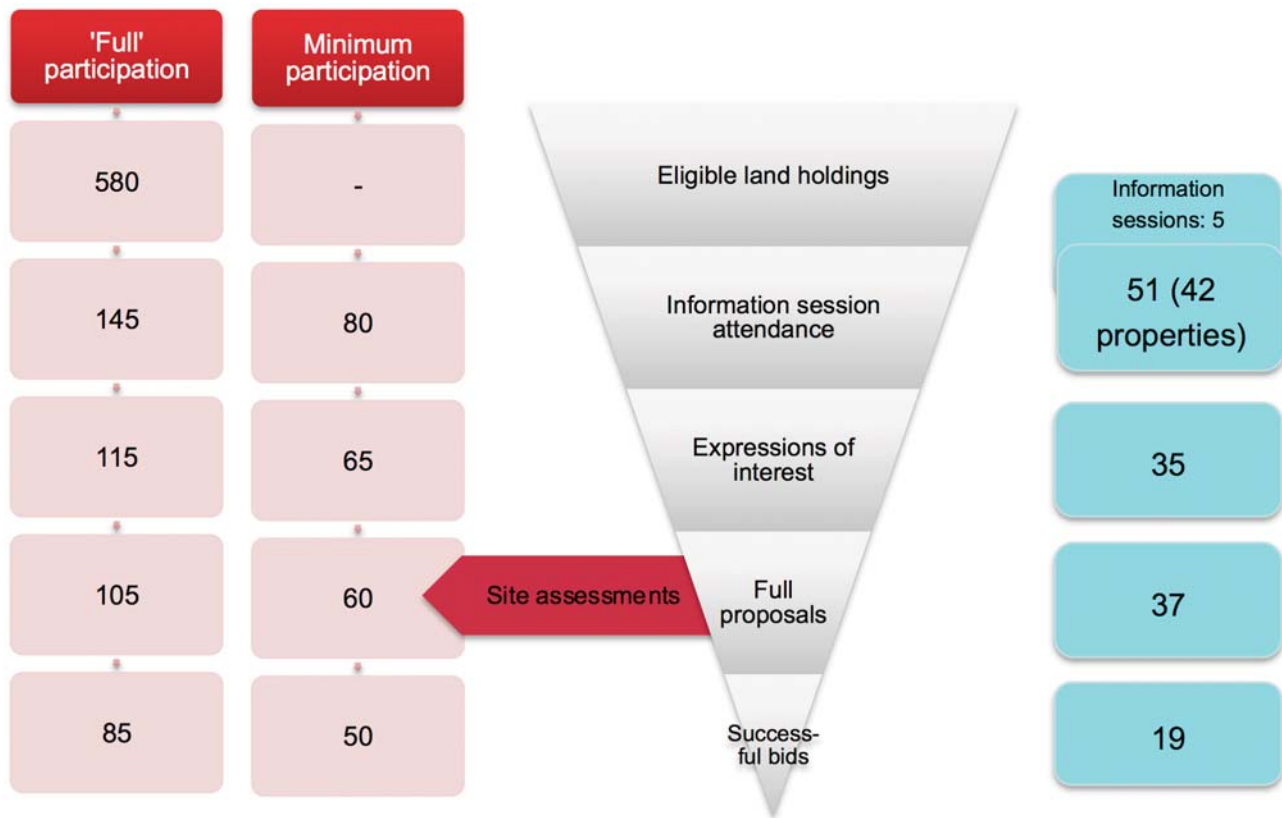 'Full'
participation
Minimum
participation
580
-
Eligible land holdings
Information
sessions: 5
145
80
Information session
attendance
51 (42
properties)
115
65
Expressions of
interest
35
105
60
Site assessments
Full
proposals
37
85
50
Success-
ful bids
19